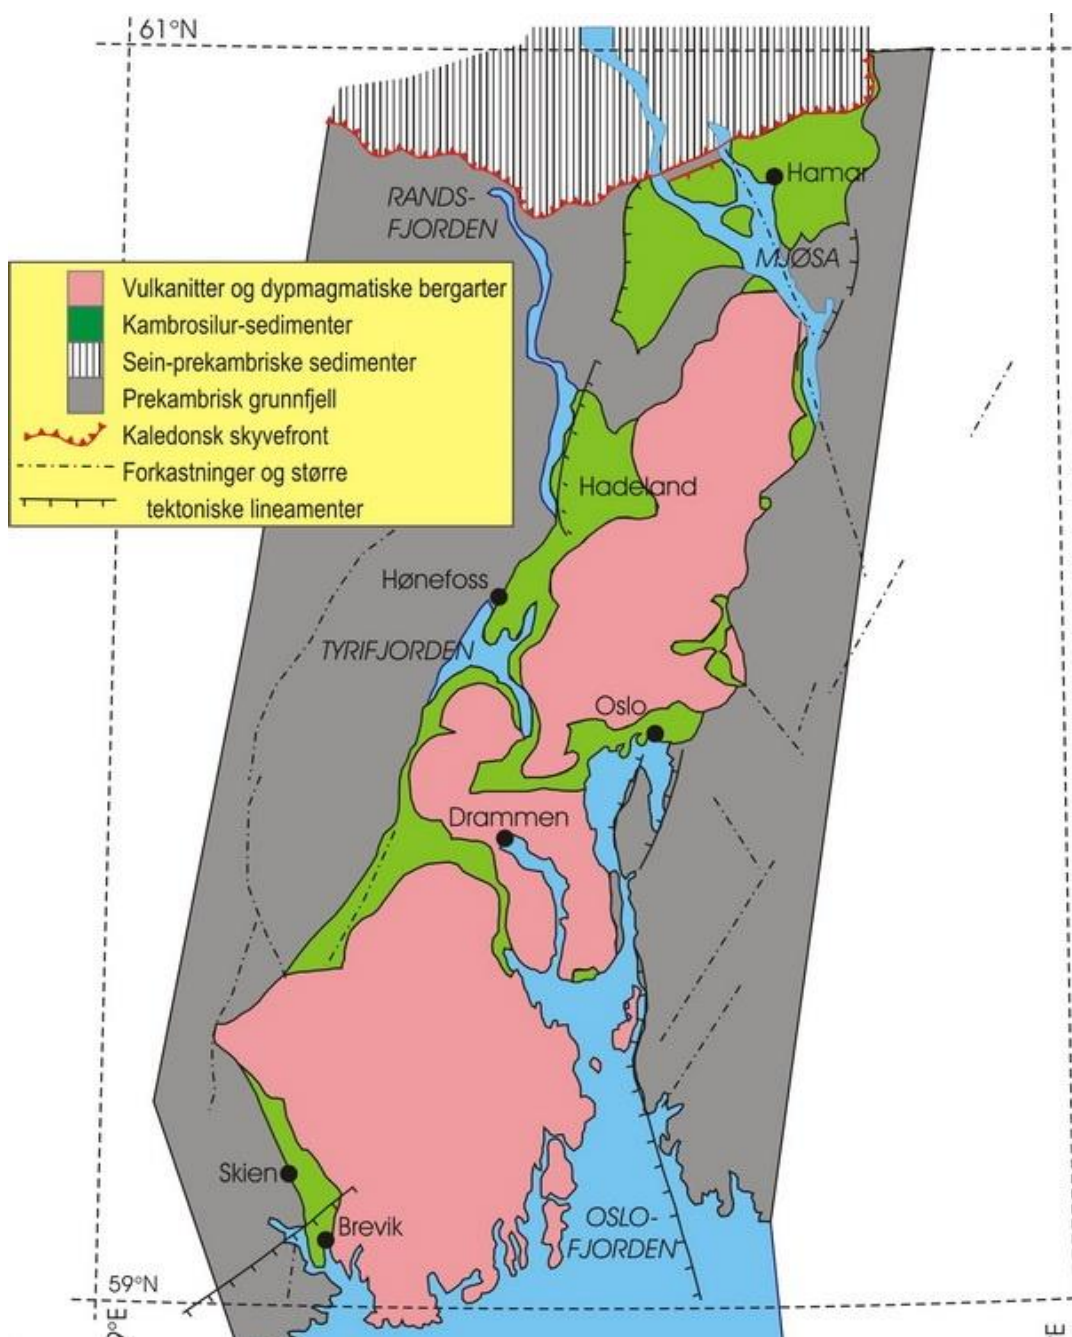 61°N
Hamar
RANDS-
FJORDEN
MJØSA
Vulkanitter og dypmagmatiske bergarter
Kambrosilur-sedimenter
Sein-prekambriske sedimenter
Prekambrisk grunnfjell
Kaledonsk skyvefront
Forkastninger og større
tektoniske lineamenter
Hadeland
Hønefoss
TYRIFJORDEN
Oslo
Drammen
Skien
Brevik
OSLO-
FJORDEN
59°N
°E
E